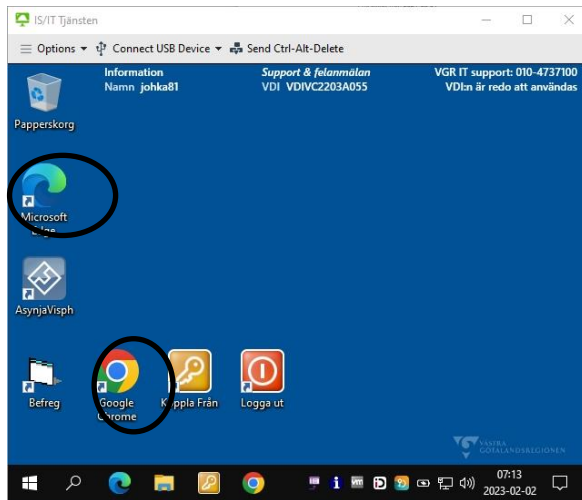 IS/IT Tjänsten
Options Connect USB Device Send Ctrl-Alt-Delete
Information
Namn johka81
Support & felanmälan
VDI VDIVC2203A055
VGR IT support: 010-4737100
VDI:n är redo att användas
Papperskorg
Microsoft
Edge
AsynjaVisph
Befreg
Google
Chrome
Koppla Från
Logga ut
VÄSTRA
GÖTALANDSREGIONEN
07:13
2023-02-02